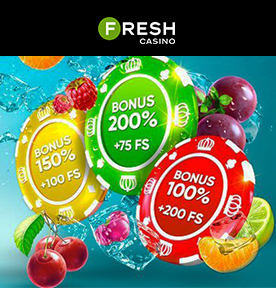 FRESH
CASINO
BONUS
200%
+75 FS
BONUS
150%
+100 FS
BONUS
100%
+200 FS